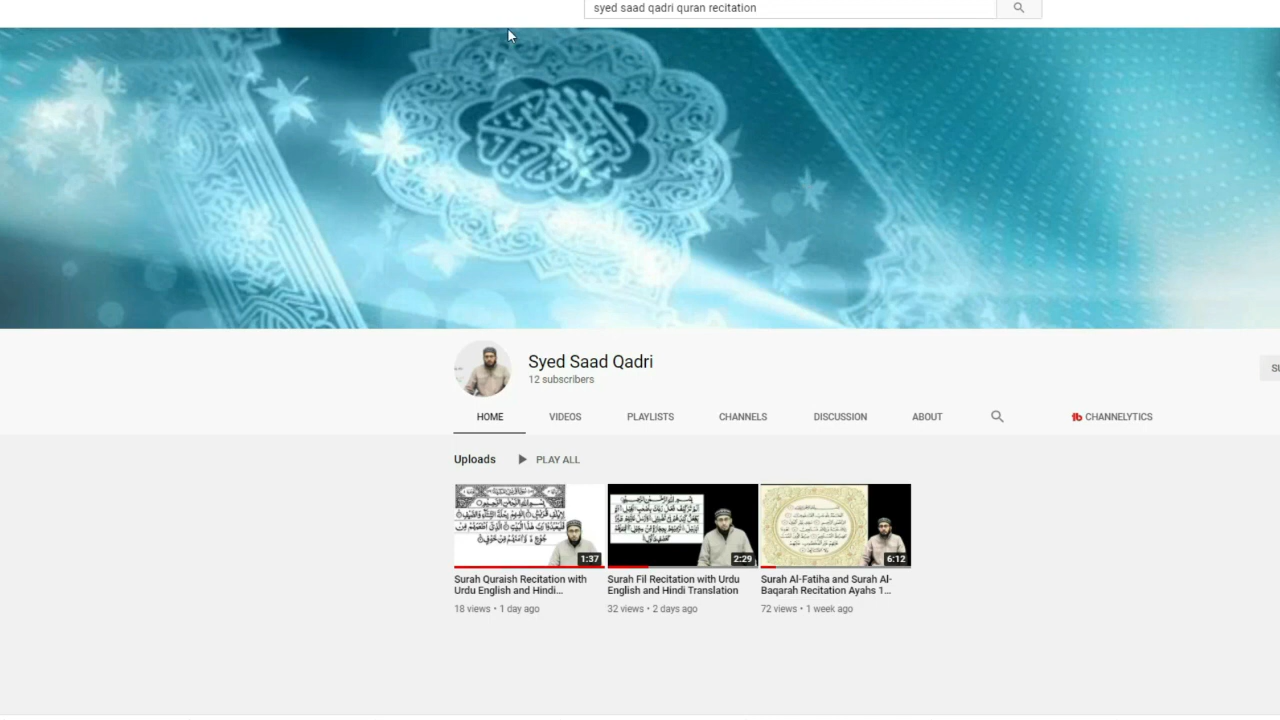 syed saad qadri quran recitation
Syed Saad Qadri
12 subscribers
HOME VIDEOS PLAYLISTS CHANNELS DISCUSSION ABOUT CHANNELYTICS
Uploads PLAY ALL
1:37
2:29
6:12
Surah Quraish Recitation with
Urdu English and Hindi...
18 views • 1 day ago
Surah Fil Recitation with Urdu
English and Hindi Translation
32 views • 2 days ago
Surah Al-Fatiha and Surah Al-
Baqarah Recitation Ayahs 1...
72 views • 1 week ago